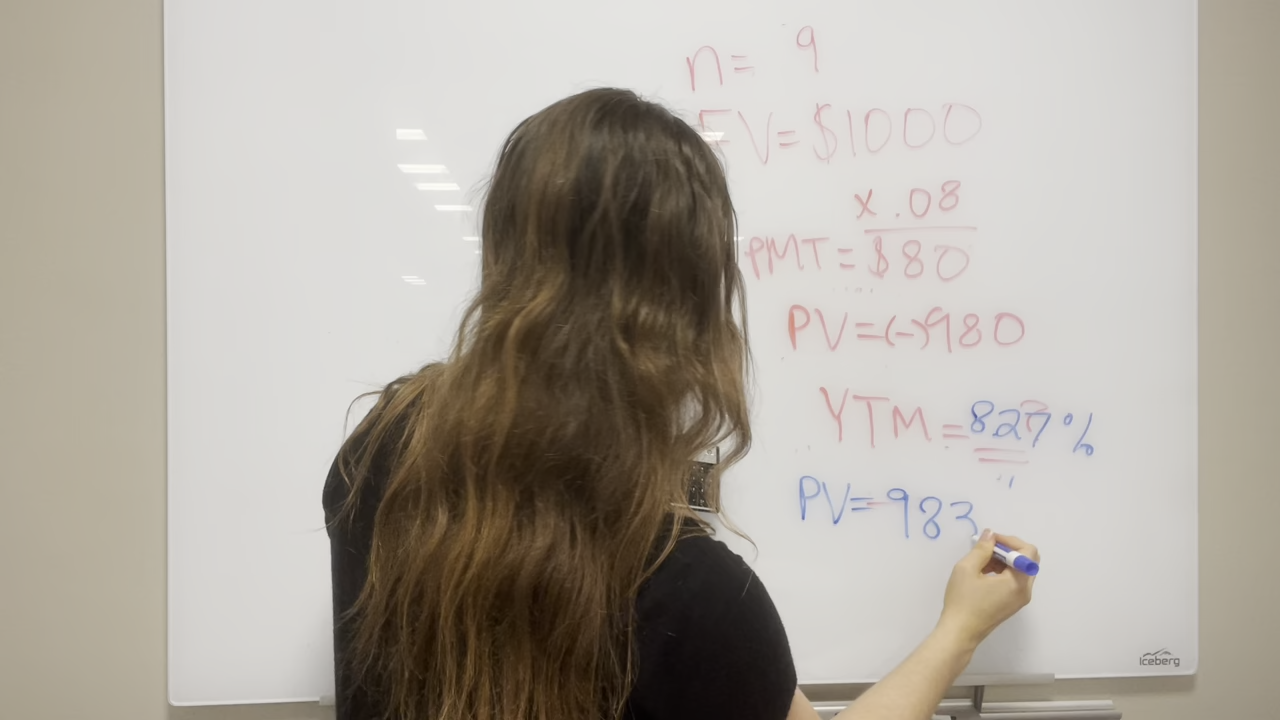 n= 9
FV=$1000
x .08
PMT=$80
PV=(-)980
YTM=8.27%
PV=983
Iceberg